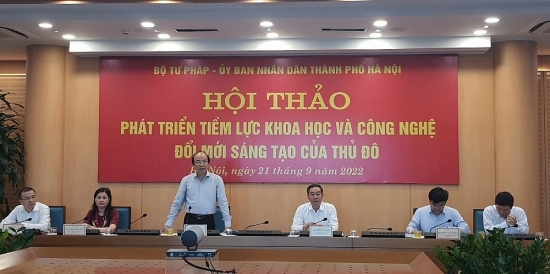 BỘ TƯ PHÁP - ỦY BAN NHÂN DÂN THÀNH PHỐ HÀ NỘI
HỘI THẢO
PHÁT TRIỂN TIỀM LỰC KHOA HỌC VÀ CÔNG NGHỆ
ĐỔI MỚI SÁNG TẠO CỦA THỦ ĐÔ
Hà Nội, ngày 21 tháng 9 năm 2022